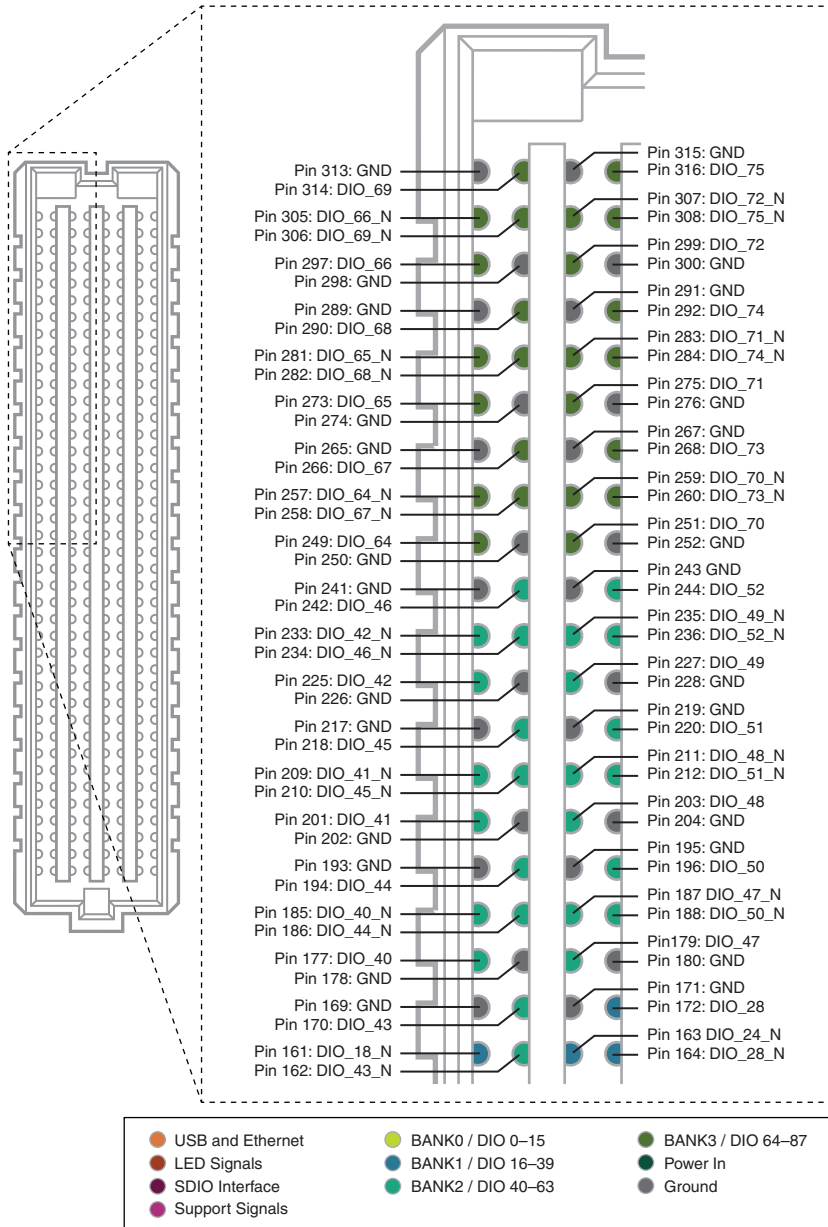 Pin 313: GND
Pin 314: DIO_69
Pin 305: DIO_66_N
Pin 306: DIO_69_N
Pin 297: DIO_66
Pin 298: GND
Pin 289: GND
Pin 290: DIO_68
Pin 281: DIO_65_N
Pin 282: DIO_68_N
Pin 273: DIO_65
Pin 274: GND
Pin 265: GND
Pin 266: DIO_67
Pin 257: DIO_64_N
Pin 258: DIO_67_N
Pin 249: DIO_64
Pin 250: GND
Pin 241: GND
Pin 242: DIO_46
Pin 233: DIO_42_N
Pin 234: DIO_46_N
Pin 225: DIO_42
Pin 226: GND
Pin 217: GND
Pin 218: DIO_45
Pin 209: DIO_41_N
Pin 210: DIO_45_N
Pin 201: DIO_41
Pin 202: GND
Pin 193: GND
Pin 194: DIO_44
Pin 185: DIO_40_N
Pin 186: DIO_44_N
Pin 177: DIO_40
Pin 178: GND
Pin 169: GND
Pin 170: DIO_43
Pin 161: DIO_18_N
Pin 162: DIO_43_N
Pin 315: GND
Pin 316: DIO_75
Pin 307: DIO_72_N
Pin 308: DIO_75_N
Pin 299: DIO_72
Pin 300: GND
Pin 291: GND
Pin 292: DIO_74
Pin 283: DIO_71_N
Pin 284: DIO_74_N
Pin 275: DIO_71
Pin 276: GND
Pin 267: GND
Pin 268: DIO_73
Pin 259: DIO_70_N
Pin 260: DIO_73_N
Pin 251: DIO_70
Pin 252: GND
Pin 243 GND
Pin 244: DIO_52
Pin 235: DIO_49_N
Pin 236: DIO_52_N
Pin 227: DIO_49
Pin 228: GND
Pin 219: GND
Pin 220: DIO_51
Pin 211: DIO_48_N
Pin 212: DIO_51_N
Pin 203: DIO_48
Pin 204: GND
Pin 195: GND
Pin 196: DIO_50
Pin 187 DIO_47_N
Pin 188: DIO_50_N
Pin179: DIO_47
Pin 180: GND
Pin 171: GND
Pin 172: DIO_28
Pin 163 DIO_24_N
Pin 164: DIO_28_N
USB and Ethernet
LED Signals
SDIO Interface
Support Signals
BANK0 / DIO 0–15
BANK1 / DIO 16–39
BANK2 / DIO 40–63
BANK3 / DIO 64–87
Power In
Ground